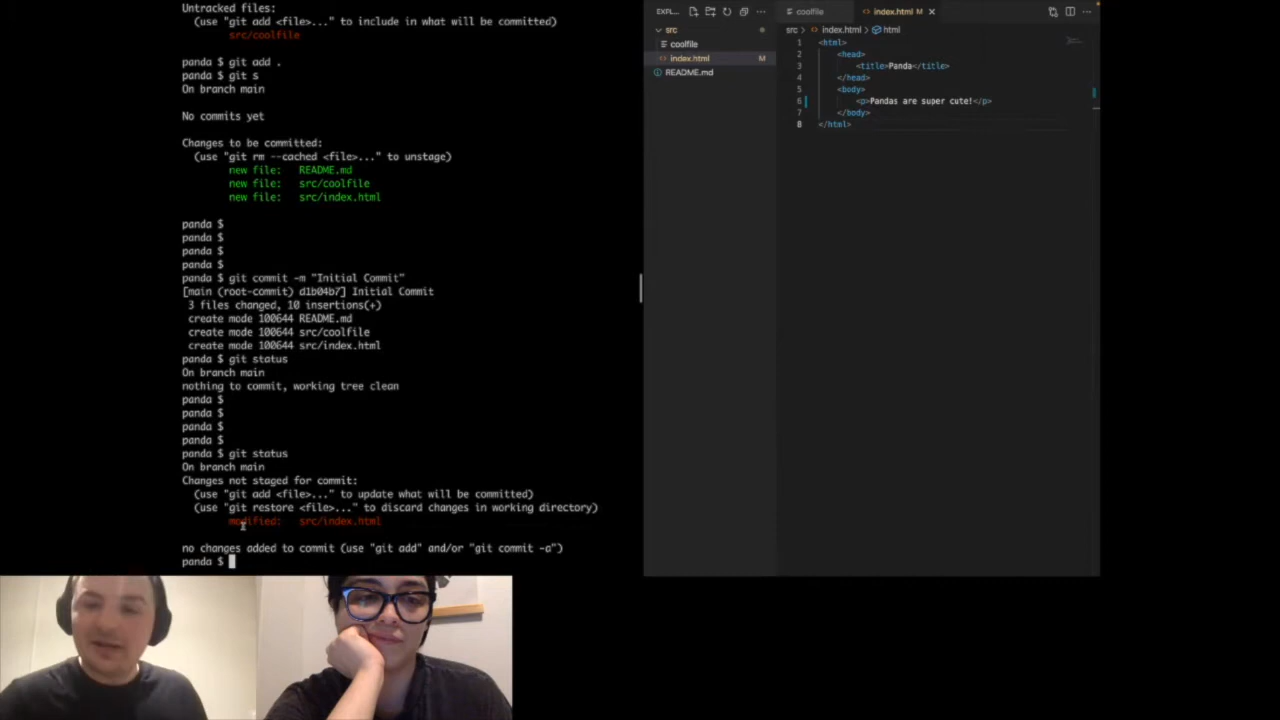 Untracked files:
(use "git add <file>..." to include in what will be committed)
src/coolfile
panda $ git add .
panda $ git s
On branch main
No commits yet
Changes to be committed:
(use "git rm --cached <file>..." to unstage)
new file: README.md
new file: src/coolfile
new file: src/index.html
panda $
panda $
panda $
panda $
panda $ git commit -m "Initial Commit"
[main (root-commit) d1b04b7] Initial Commit
3 files changed, 10 insertions(+)
create mode 100644 README.md
create mode 100644 src/coolfile
create mode 100644 src/index.html
panda $ git status
On branch main
nothing to commit, working tree clean
panda $
panda $
panda $
panda $
panda $ git status
On branch main
Changes not staged for commit:
(use "git add <file>..." to update what will be committed)
(use "git restore <file>..." to discard changes in working directory)
modified: src/index.html
no changes added to commit (use "git add" and/or "git commit -a")
panda $
EXPL...
src
coolfile
index.html M
README.md
coolfile
index.html M
src > index.html > html
1 <html>
2 <head>
3 <title>Panda</title>
4 </head>
5 <body>
6 <p>Pandas are super cute!</p>
7 </body>
8 </html>